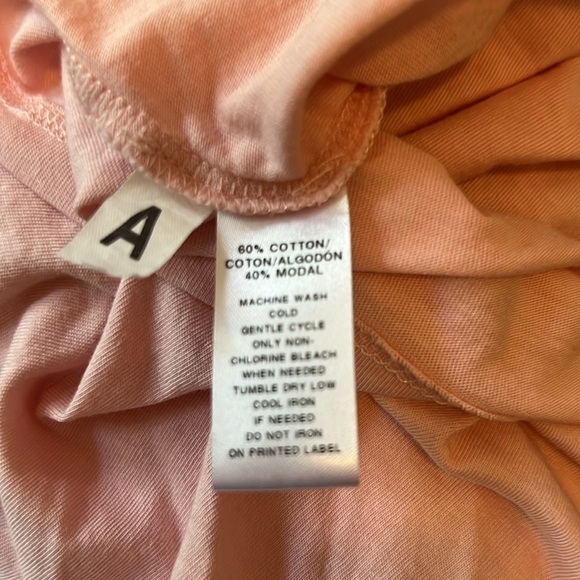 A
60% COTTON/
COTON/ALGODÓN
40% MODAL
MACHINE WASH
COLD
GENTLE CYCLE
ONLY NON-
CHLORINE BLEACH
WHEN NEEDED
TUMBLE DRY LOW
COOL IRON
IF NEEDED
DO NOT IRON
ON PRINTED LABEL